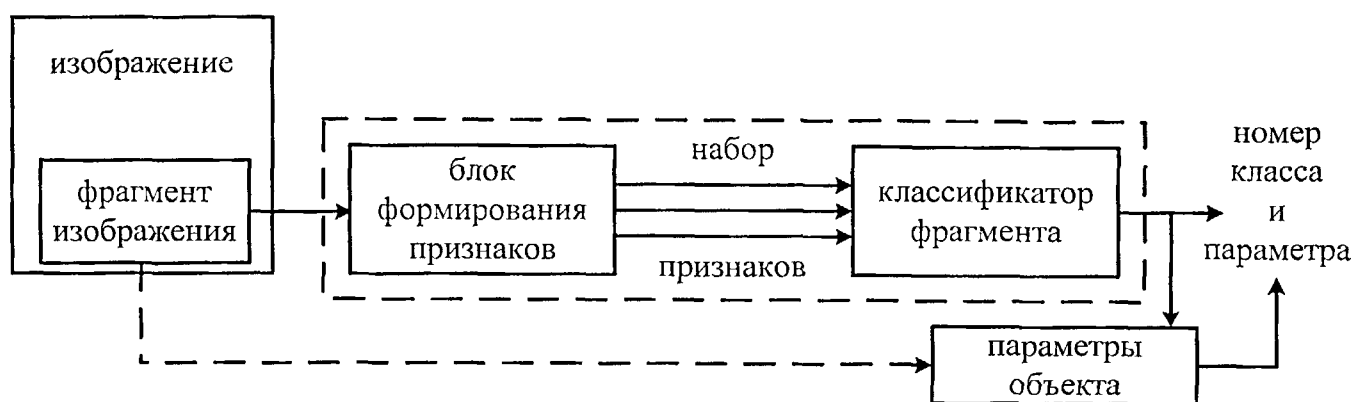 изображение
фрагмент
изображения
блок
формирования
признаков
набор
признаков
классификатор
фрагмента
номер
класса
и
параметра
параметры
объекта